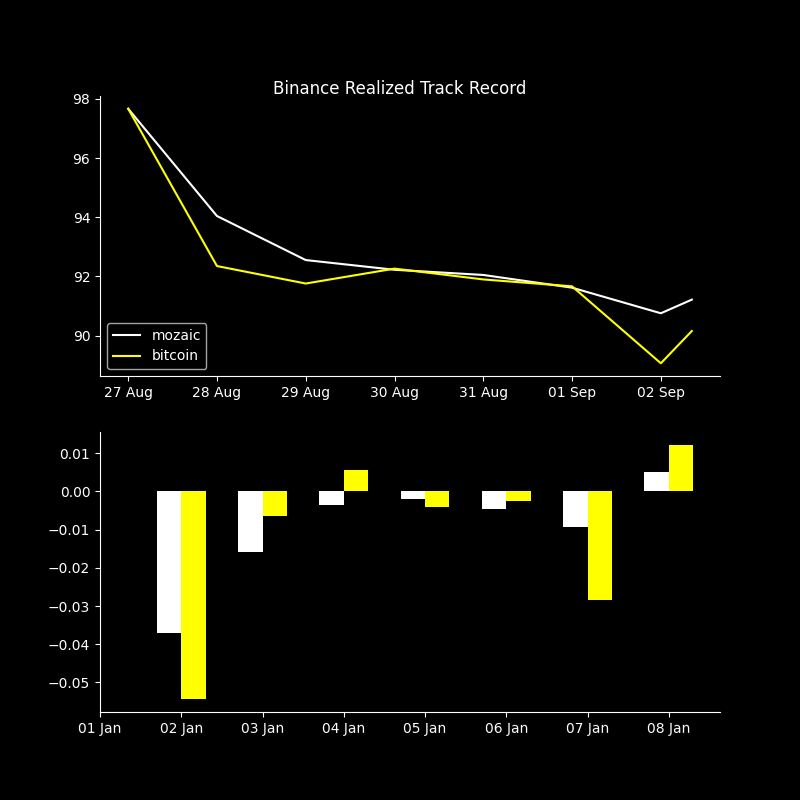 Binance Realized Track Record
98
96
94
92
90
mozaic
bitcoin
27 Aug 28 Aug 29 Aug 30 Aug 31 Aug 01 Sep 02 Sep
0.01
0.00
−0.01
−0.02
−0.03
−0.04
−0.05
01 Jan 02 Jan 03 Jan 04 Jan 05 Jan 06 Jan 07 Jan 08 Jan